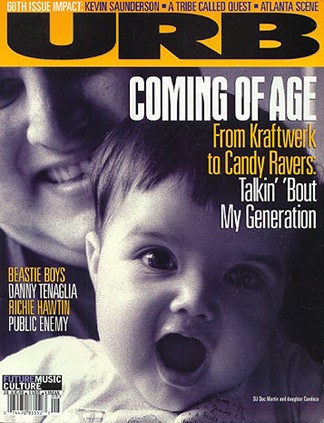 60TH ISSUE IMPACT: KEVIN SAUNDERSON ▪ A TRIBE CALLED QUEST ▪ ATLANTA SCENE
URB
COMING OF AGE
From Kraftwerk
to Candy Ravers:
Talkin' 'Bout
My Generation
BEASTIE BOYS
DANNY TENAGLIA
RICHIE HAWTIN
PUBLIC ENEMY
FUTUREMUSIC
CULTURE
DJ Doc Martin and daughter Candace